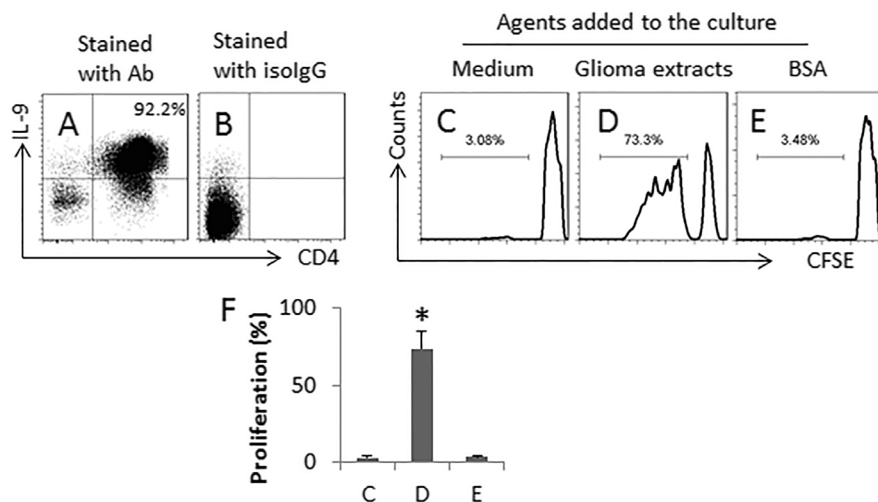 Agents added to the culture
Stained with Ab
Stained with isoIgG
Medium
Glioma extracts
BSA
A
92.2%
B
C
3.08%
D
73.3%
E
3.48%
IL-9
CD4
Counts
CFSE
F
Proliferation (%)
100
50
0
*
C
D
E